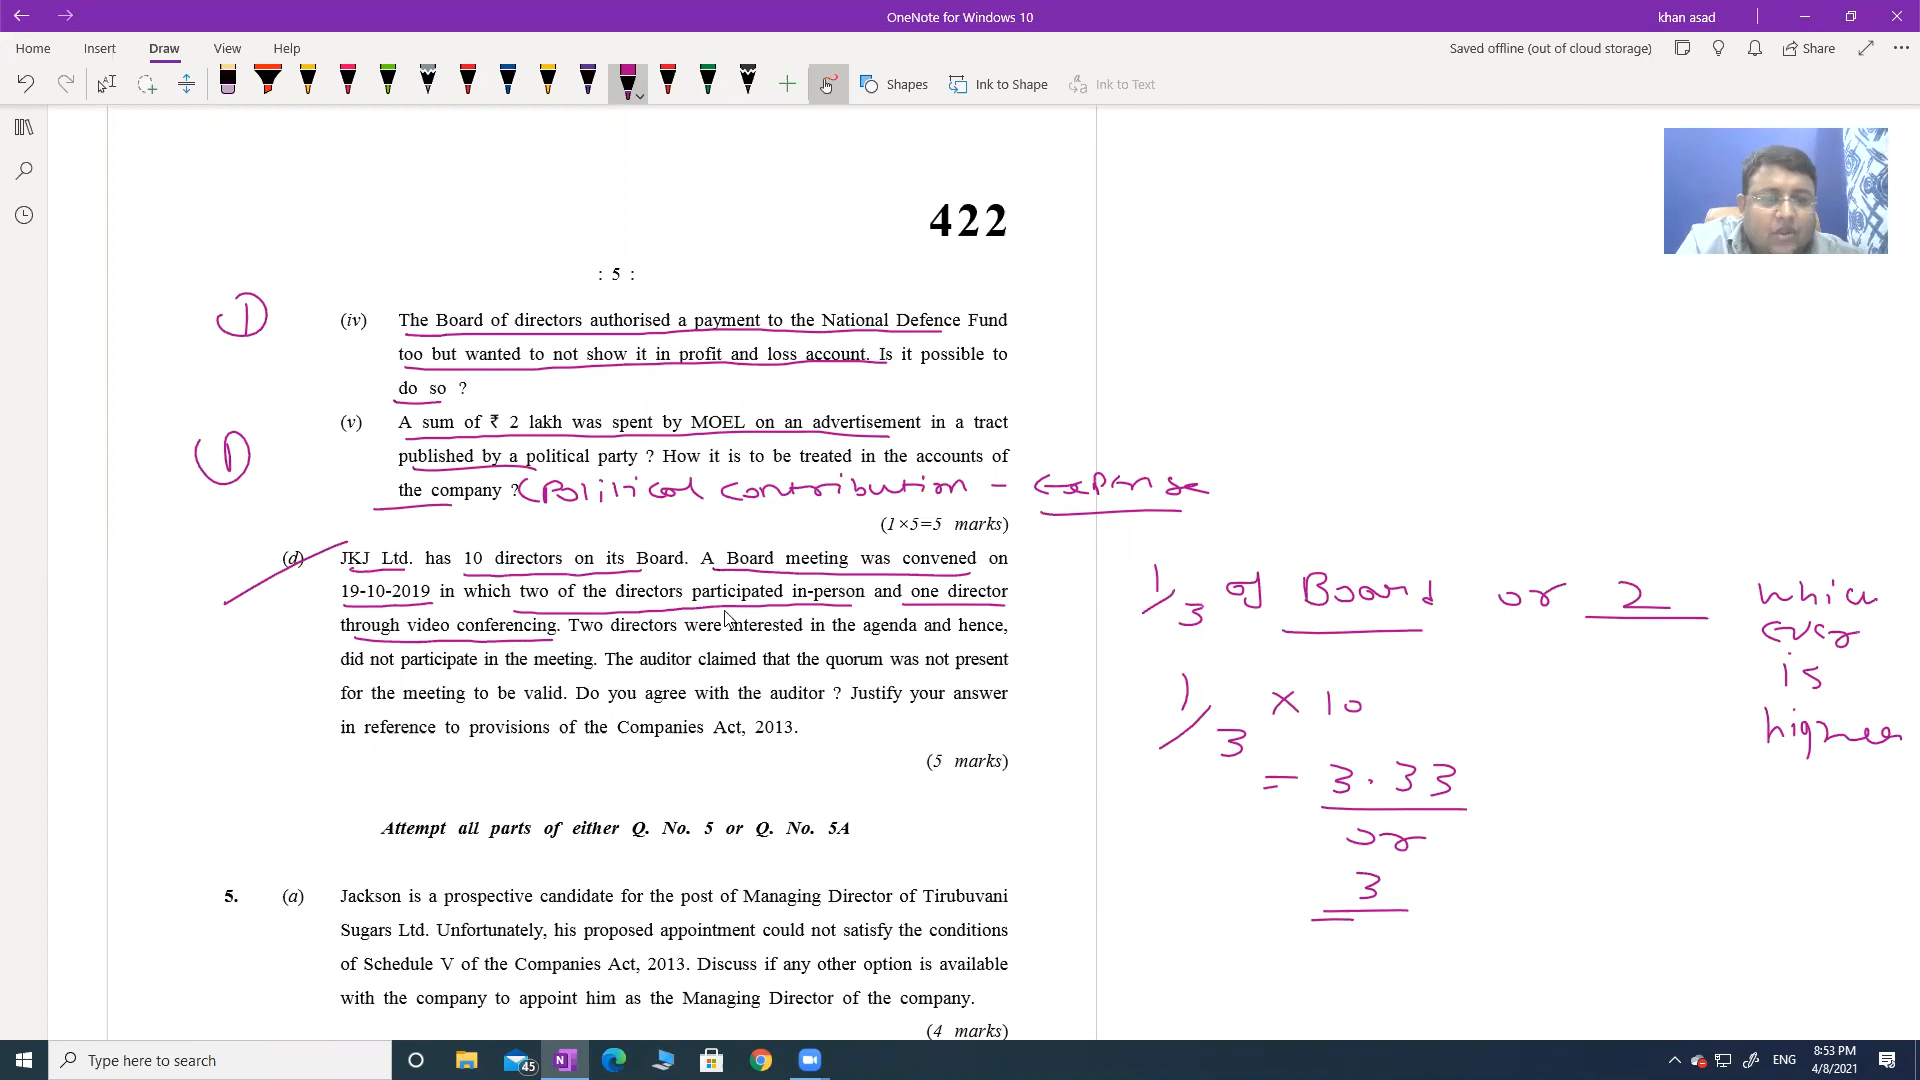 OneNote for Windows 10
khan asad
Home Insert Draw View Help
Saved offline (out of cloud storage)
Share
Shapes
Ink to Shape
Ink to Text
422
: 5 :
(iv) The Board of directors authorised a payment to the National Defence Fund
too but wanted to not show it in profit and loss account. Is it possible to
do so ?
(v) A sum of ₹ 2 lakh was spent by MOEL on an advertisement in a tract
published by a political party ? How it is to be treated in the accounts of
the company ? (Political contribution – expense
(1×5=5 marks)
(d) JKJ Ltd. has 10 directors on its Board. A Board meeting was convened on
19-10-2019 in which two of the directors participated in-person and one director
through video conferencing. Two directors were interested in the agenda and hence,
did not participate in the meeting. The auditor claimed that the quorum was not present
for the meeting to be valid. Do you agree with the auditor ? Justify your answer
in reference to provisions of the Companies Act, 2013.
(5 marks)
1/3 of Board or 2 which
ever
is
higher
1/3 × 10
= 3.33
or
3
Attempt all parts of either Q. No. 5 or Q. No. 5A
5. (a) Jackson is a prospective candidate for the post of Managing Director of Tirubuvani
Sugars Ltd. Unfortunately, his proposed appointment could not satisfy the conditions
of Schedule V of the Companies Act, 2013. Discuss if any other option is available
with the company to appoint him as the Managing Director of the company.
(4 marks)
Type here to search
45
ENG
8:53 PM
4/8/2021